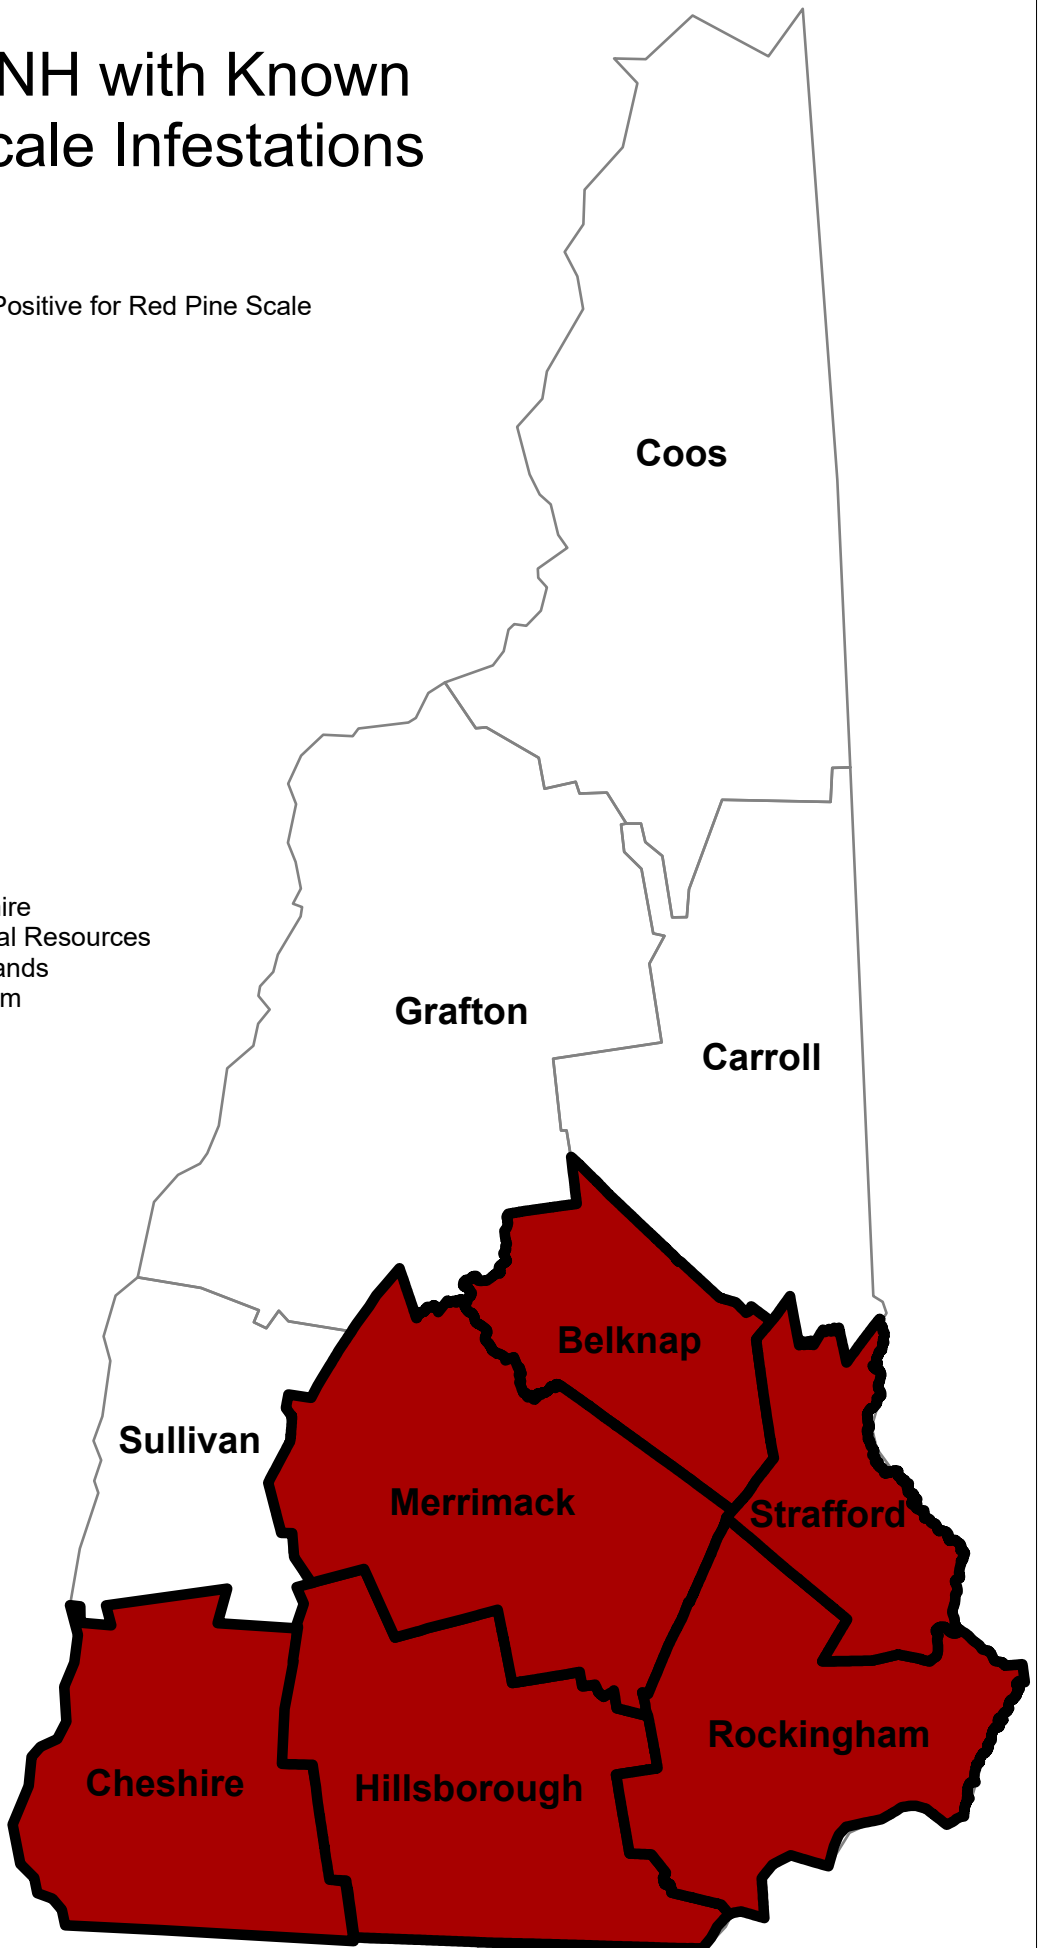 NH with Known
cale Infestations
Positive for Red Pine Scale
Coos
ire
al Resources
ands
m
Grafton
Carroll
Belknap
Sullivan
Merrimack
Strafford
Rockingham
Cheshire
Hillsborough